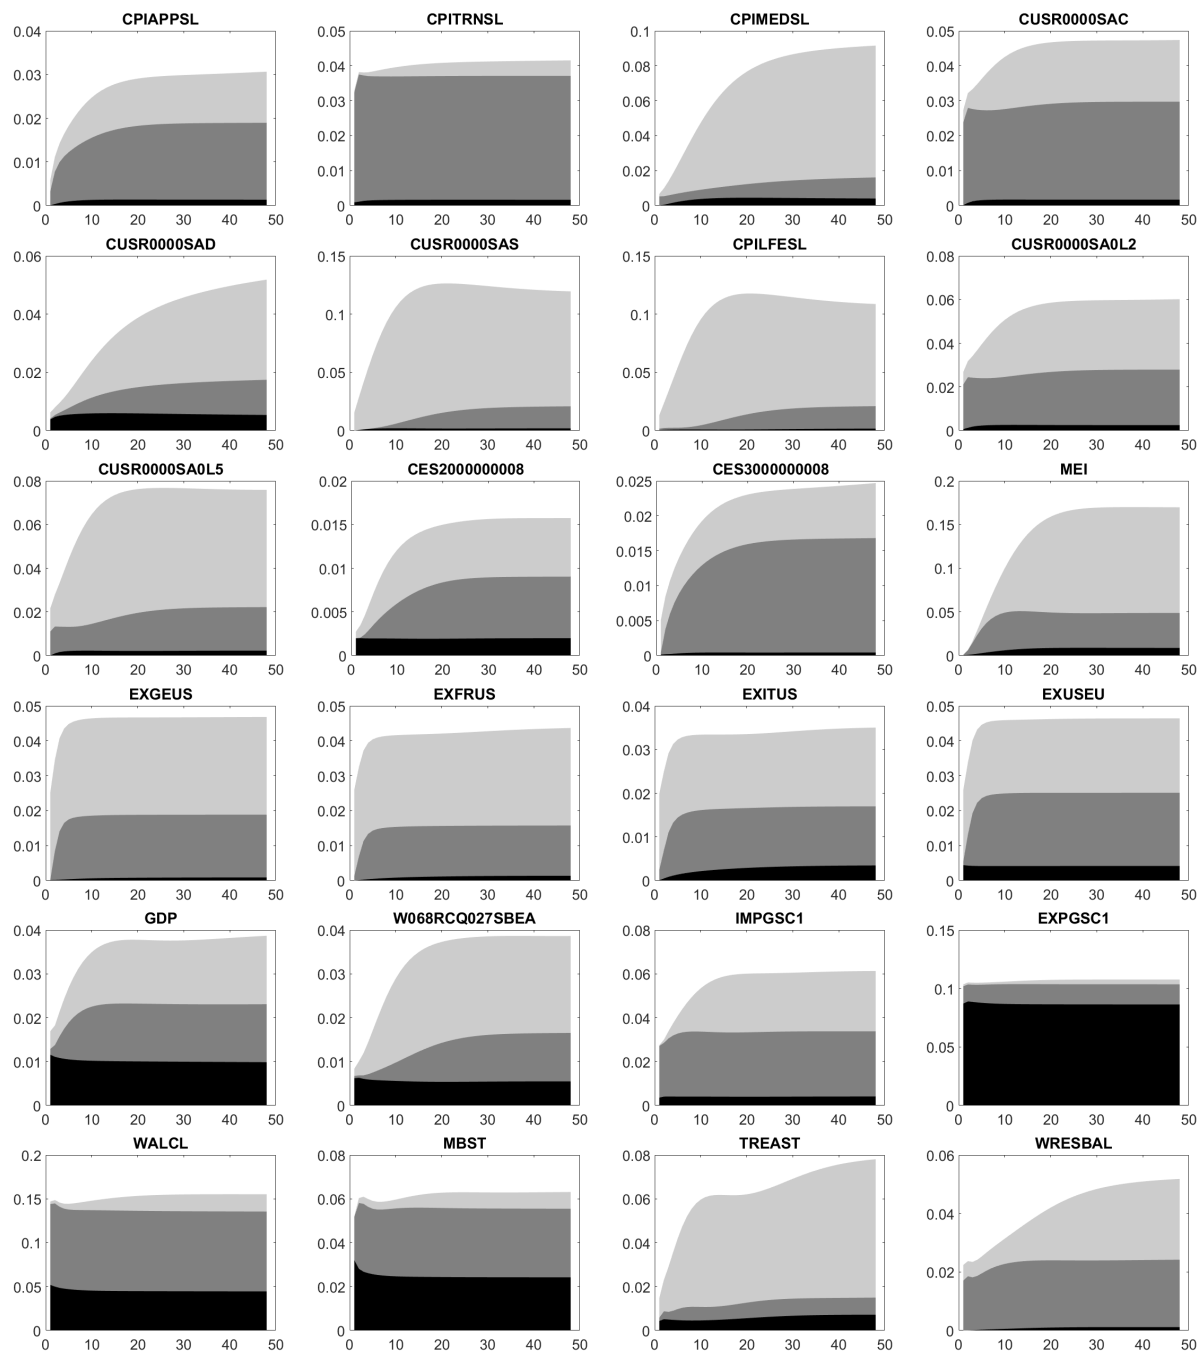 CPIAPPSL CPITRNSL CPIMEDSL CUSR0000SAC
0.04 0.05 0.1 0.05
0.04 0.08 0.04
0.03
0.03 0.06 0.03
0.02
0.02 0.04 0.02
0.01
0.01 0.02 0.01
0 0 0 0
0 10 20 30 40 50 0 10 20 30 40 50 0 10 20 30 40 50 0 10 20 30 40 50
CUSR0000SAD CUSR0000SAS CPILFESL CUSR0000SA0L2
0.06 0.15 0.15 0.08
0.06
0.04 0.1 0.1
0.04
0.02 0.05 0.05
0.02
0 0 0 0
0 10 20 30 40 50 0 10 20 30 40 50 0 10 20 30 40 50 0 10 20 30 40 50
CUSR0000SA0L5 CES2000000008 CES3000000008 MEI
0.08 0.02 0.025 0.2
0.02
0.06 0.015 0.15
0.015
0.04 0.01 0.1
0.01
0.02 0.005 0.05
0.005
0 0 0 0
0 10 20 30 40 50 0 10 20 30 40 50 0 10 20 30 40 50 0 10 20 30 40 50
EXGEUS EXFRUS EXITUS EXUSEU
0.05 0.05 0.04 0.05
0.04 0.04 0.04
0.03
0.03 0.03 0.03
0.02
0.02 0.02 0.02
0.01
0.01 0.01 0.01
0 0 0 0
0 10 20 30 40 50 0 10 20 30 40 50 0 10 20 30 40 50 0 10 20 30 40 50
GDP W068RCQ027SBEA IMPGSC1 EXPGSC1
0.04 0.04 0.08 0.15
0.03 0.03 0.06
0.1
0.02 0.02 0.04
0.05
0.01 0.01 0.02
0 0 0 0
0 10 20 30 40 50 0 10 20 30 40 50 0 10 20 30 40 50 0 10 20 30 40 50
WALCL MBST TREAST WRESBAL
0.2 0.08 0.08 0.06
0.15 0.06 0.06
0.04
0.1 0.04 0.04
0.02
0.05 0.02 0.02
0 0 0 0
0 10 20 30 40 50 0 10 20 30 40 50 0 10 20 30 40 50 0 10 20 30 40 50